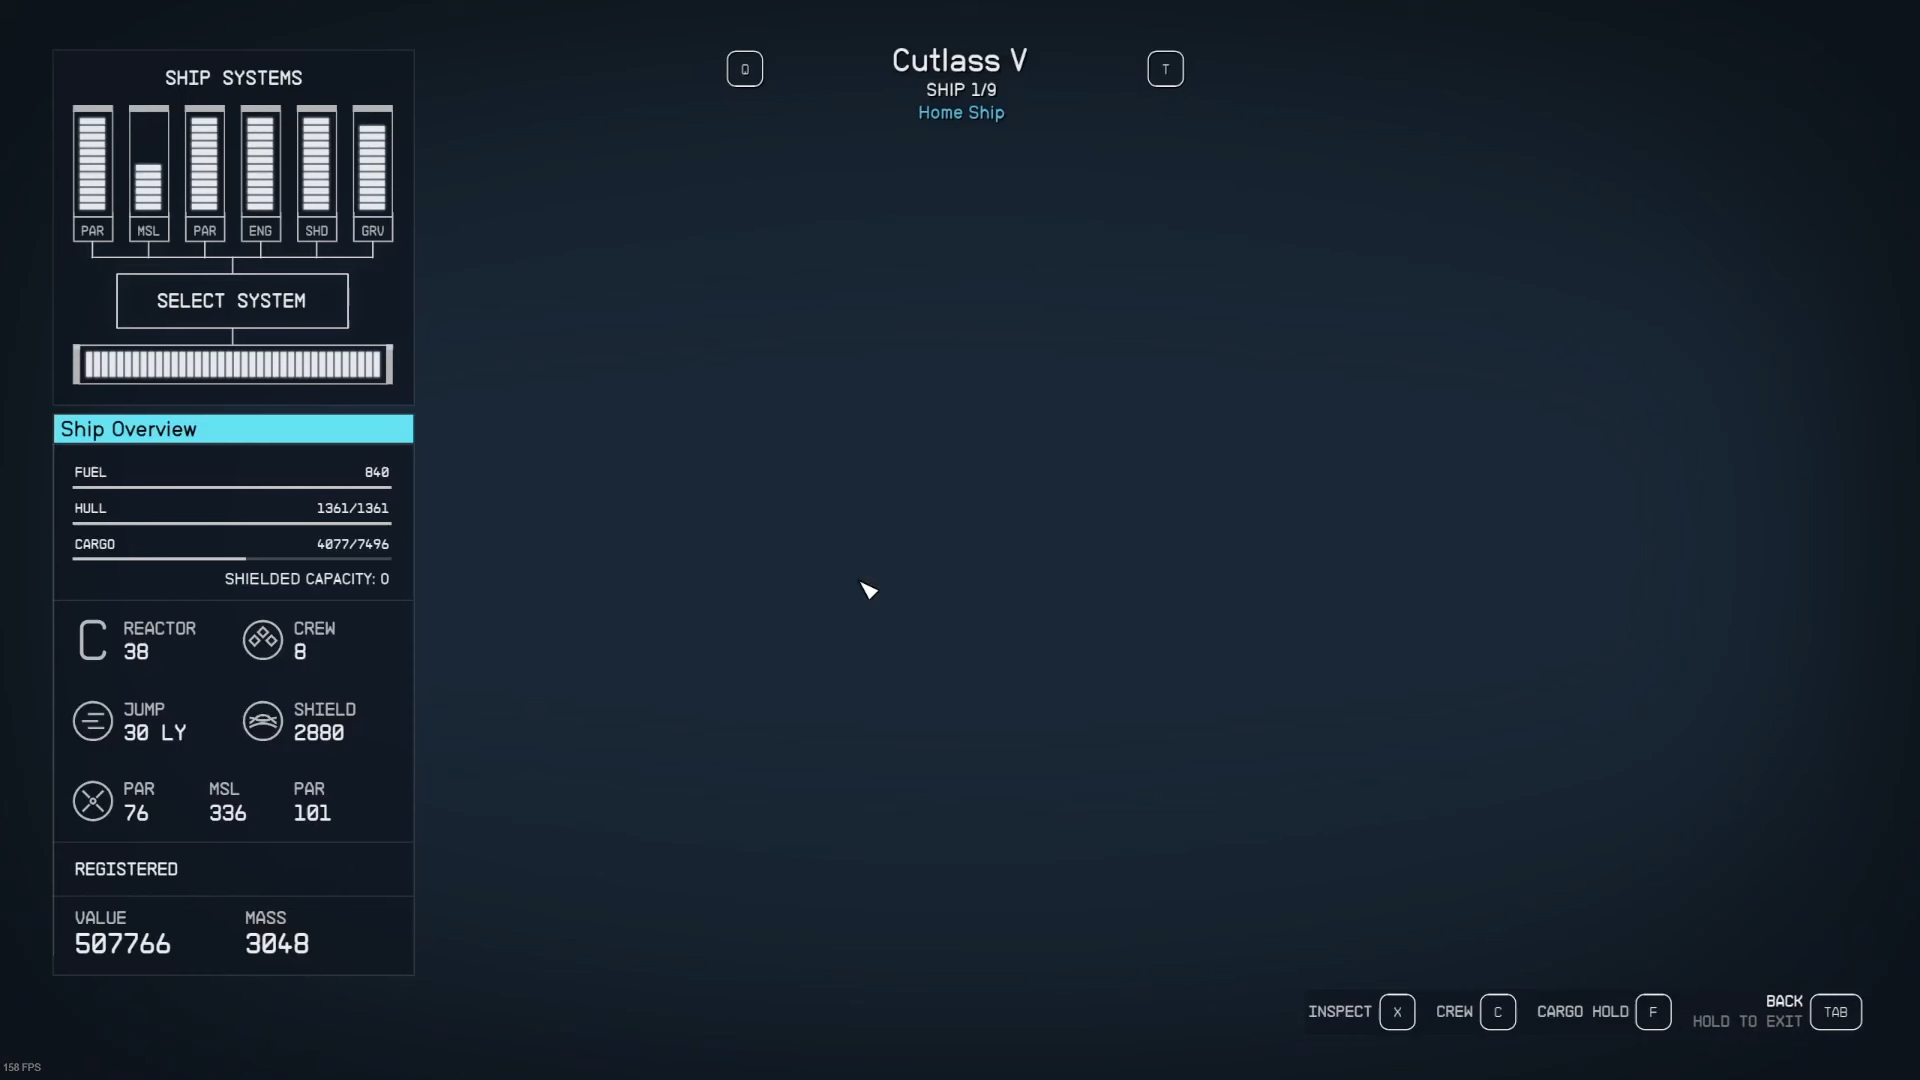 SHIP SYSTEMS
PAR MSL PAR ENG SHD GRV
SELECT SYSTEM
Q
Cutlass V
T
SHIP 1/9
Home Ship
Ship Overview
FUEL 840
HULL 1361/1361
CARGO 4077/7496
SHIELDED CAPACITY: 0
C
REACTOR CREW
38 8
JUMP SHIELD
30 LY 2880
PAR MSL PAR
76 336 101
REGISTERED
VALUE MASS
507766 3048
INSPECT X CREW C CARGO HOLD F BACK TAB
HOLD TO EXIT
158 FPS